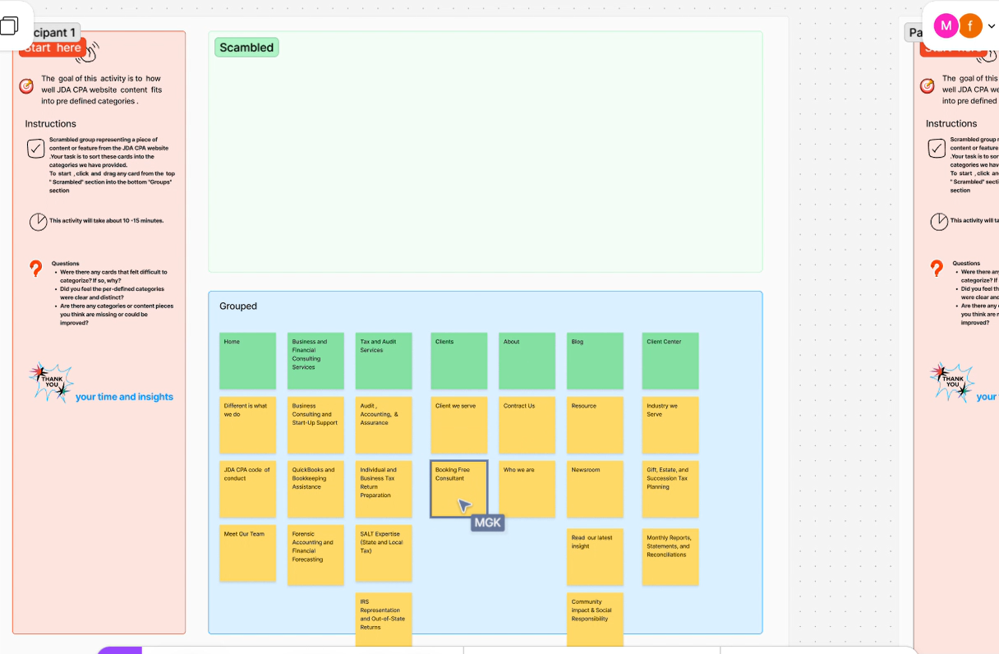 cipant 1
Start here
The goal of this activity is to how
well JDA CPA website content fits
into pre defined categories .
Instructions
Scrambled group representing a piece of
content or feature from the JDA CPA website
.Your task is to sort these cards into the
categories we have provided.
To start , click and drag any card from the top
" Scrambled" section into the bottom "Groups"
section
This activity will take about 10 -15 minutes.
Questions
• Were there any cards that felt difficult to
categorize? If so, why?
• Did you feel the per-defined categories
were clear and distinct?
• Are there any categories or content pieces
you think are missing or could be
improved?
THANK
YOU
your time and insights
Scambled
Grouped
Home
Business and
Financial
Consulting
Services
Tax and Audit
Services
Clients
About
Blog
Client Center
Different is what
we do
Business
Consulting and
Start-Up Support
Audit ,
Accounting, &
Assurance
Client we serve
Contract Us
Resource
Industry we
Serve
JDA CPA code of
conduct
QuickBooks and
Bookkeeping
Assistance
Individual and
Business Tax
Return
Preparation
Booking Free
Consultant
Who we are
Newsroom
Gift, Estate, and
Succession Tax
Planning
MGK
Meet Our Team
Forensic
Accounting and
Financial
Forecasting
SALT Expertise
(State and Local
Tax)
Read our latest
insight
Monthly Reports,
Statements, and
Reconciliations
IRS
Representation
and Out-of-State
Returns
Community
impact & Social
Responsibility
M
f
Pa
The goal of this
well JDA CPA we
into pre defined
Instructions
Scrambled group r
content or feature
.Your task is to sor
categories we hav
To start , click an
" Scrambled" secti
section
This activity will ta
Questions
• Were there any
categorize? If
• Did you feel th
were clear and
• Are there any
you think are m
improved?
THANK
YOU
your